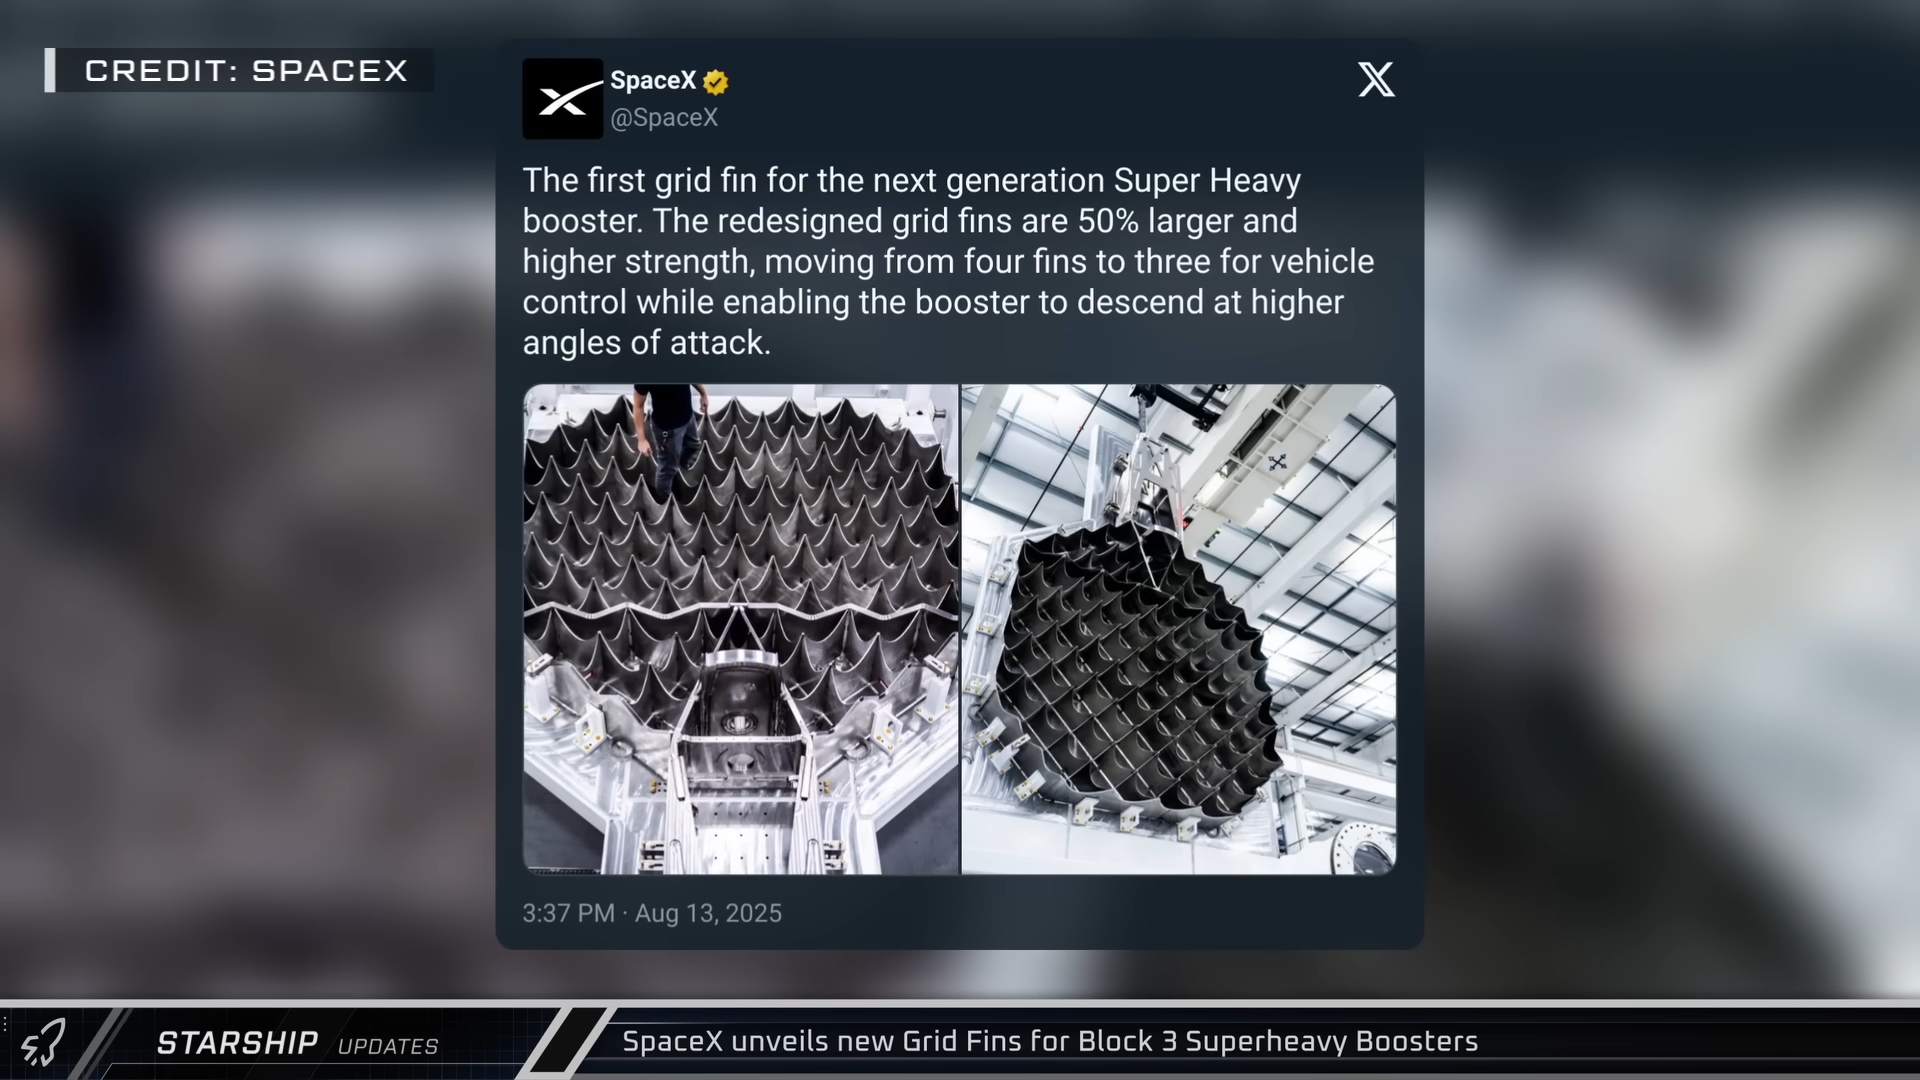 CREDIT: SPACEX
SpaceX
@SpaceX
The first grid fin for the next generation Super Heavy
booster. The redesigned grid fins are 50% larger and
higher strength, moving from four fins to three for vehicle
control while enabling the booster to descend at higher
angles of attack.
3:37 PM · Aug 13, 2025
STARSHIP UPDATES
SpaceX unveils new Grid Fins for Block 3 Superheavy Boosters